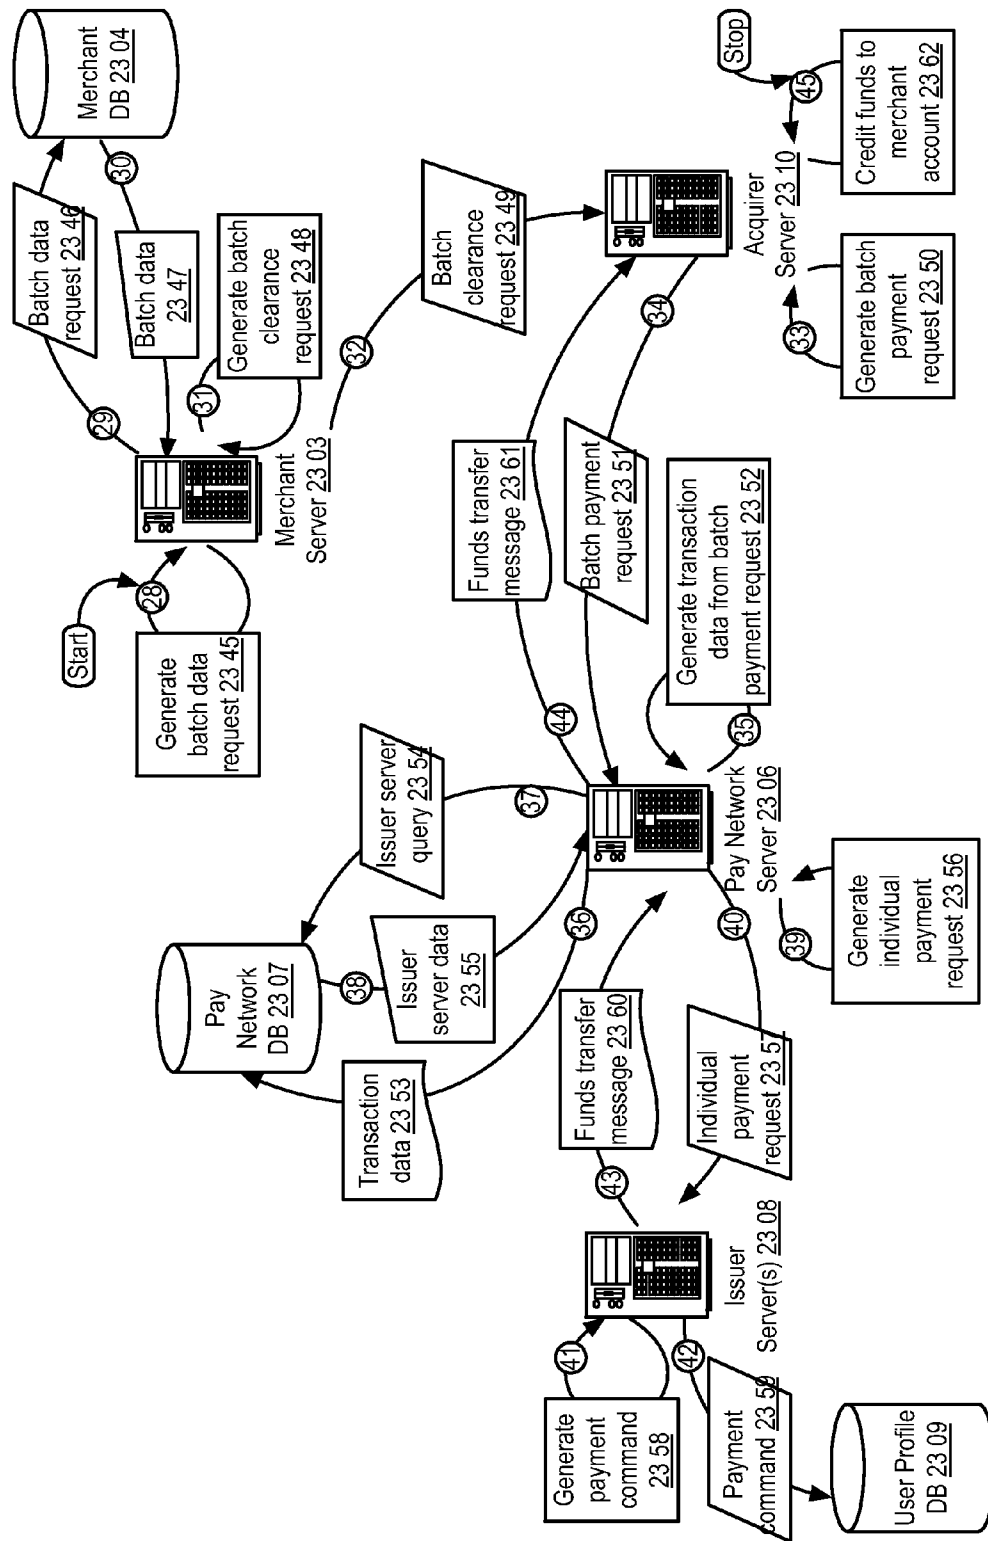 Start
28
Generate
batch data
request 23 45
29
Batch data
request 23 46
Merchant
DB 23 04
30
Batch data
23 47
31
Generate batch
clearance
request 23 48
Merchant
Server 23 03
32
Batch
clearance
request 23 49
Acquirer
Server 23 10
33
Generate batch
payment
request 23 50
34
Batch payment
request 23 51
Generate transaction
data from batch
payment request 23 52
35
Pay Network
Server 23 06
36
Transaction
data 23 53
Pay
Network
DB 23 07
37
Issuer server
query 23 54
38
Issuer
server data
23 55
39
Generate
individual
payment
request 23 56
40
Individual
payment
request 23 5
Issuer
Server(s) 23 08
41
Generate
payment
command
23 58
42
Payment
command 23 59
User Profile
DB 23 09
43
Funds transfer
message 23 60
44
Funds transfer
message 23 61
45
Credit funds to
merchant
account 23 62
Stop